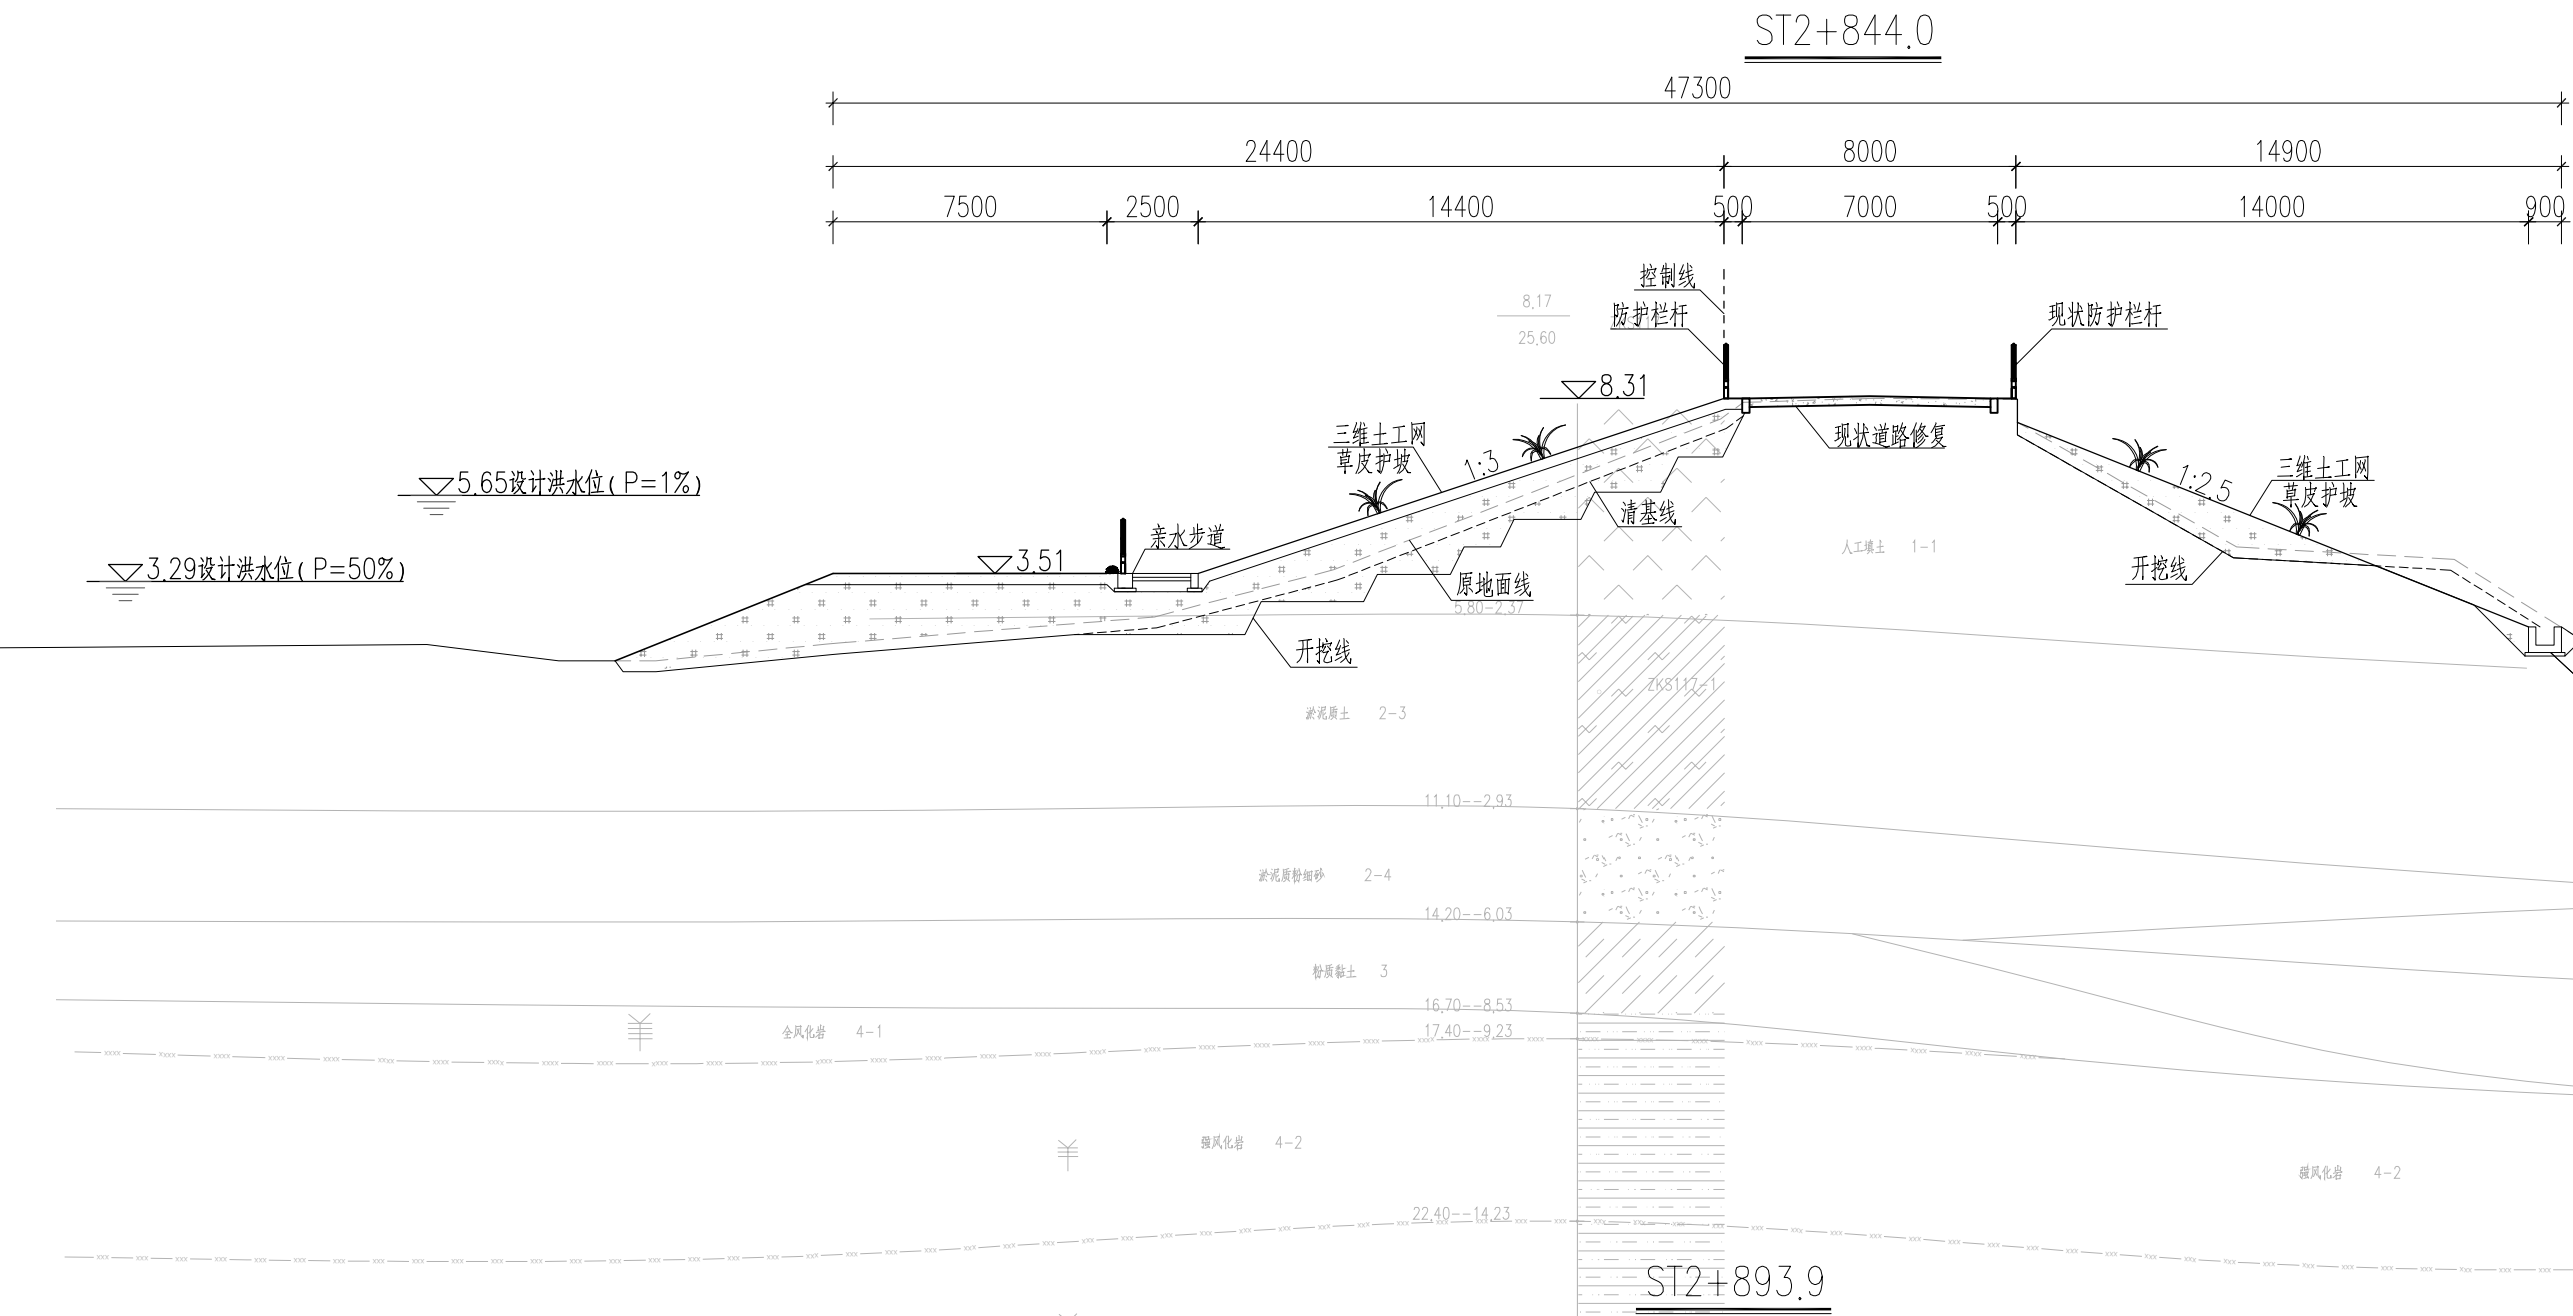 ST2+844.0
47300
24400 8000 14900
7500 2500 14400 500 7000 500 14000 900
控制线
8.17
防护栏杆
现状防护栏杆
25.60
8.31
三维土工网
草皮护坡
1:3
现状道路修复
1:2.5
三维土工网
草皮护坡
5.65设计洪水位(P=1%)
清基线
亲水步道
人工填土 1-1
3.51
3.29设计洪水位(P=50%)
开挖线
原地面线
5.80-2.37
开挖线
ZKS117-1
淤泥质土 2-3
11.10--2.93
淤泥质粉细砂 2-4
14.20--6.03
粉质黏土 3
16.70--8.53
全风化岩 4-1
17.40--9.23
强风化岩 4-2
强风化岩 4-2
22.40--14.23
ST2+893.9